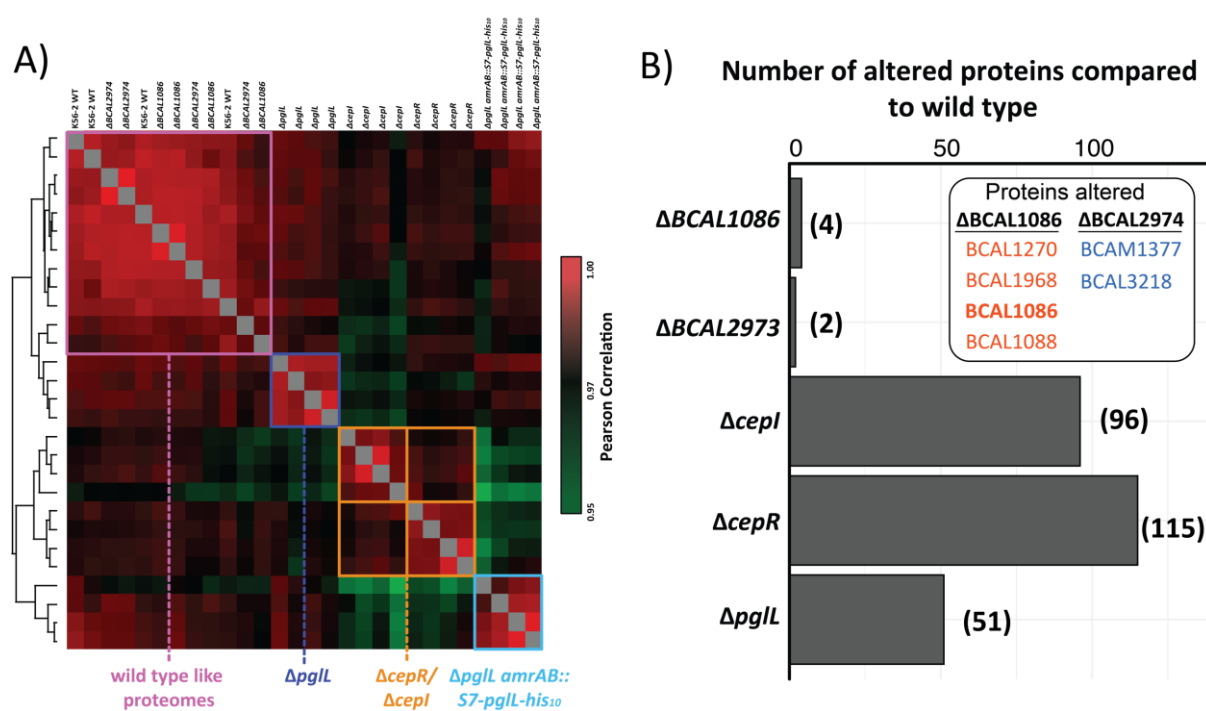 A)
K56-2 WT
K56-2 WT
ΔBCAL2974
ΔBCAL2974
K56-2 WT
ΔBCAL1086
ΔBCAL1086
ΔBCAL2974
ΔBCAL1086
K56-2 WT
ΔBCAL2974
ΔBCAL1086
ΔpglL
ΔpglL
ΔpglL
ΔpglL
ΔcepI
ΔcepI
ΔcepI
ΔcepI
ΔcepR
ΔcepR
ΔcepR
ΔcepR
ΔpglL amrAB::S7-pglL-his₁₀
ΔpglL amrAB::S7-pglL-his₁₀
ΔpglL amrAB::S7-pglL-his₁₀
ΔpglL amrAB::S7-pglL-his₁₀
1.00
0.97
0.95
Pearson Correlation
wild type like
proteomes
ΔpglL
ΔcepR/
ΔcepI
ΔpglL amrAB::
S7-pglL-his₁₀
B)
Number of altered proteins compared
to wild type
0 50 100
ΔBCAL1086 (4)
ΔBCAL2973 (2)
ΔcepI (96)
ΔcepR (115)
ΔpglL (51)
Proteins altered
ΔBCAL1086 ΔBCAL2974
BCAL1270 BCAM1377
BCAL1968 BCAL3218
BCAL1086
BCAL1088